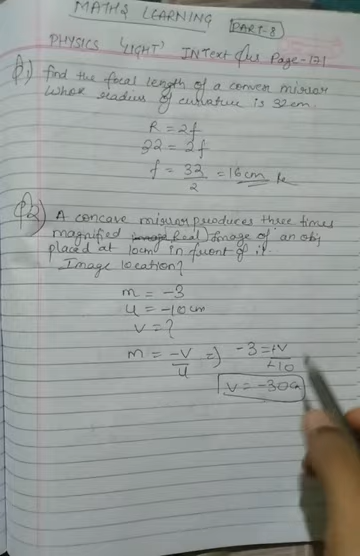 MATHS LEARNING
PART-8
PHYSICS 'LIGHT' INText Qus Page-171
Q1) find the focal length of a convex mirror
whose radius of curvature is 32cm.
R = 2f
32 = 2f
f = 32/2 = 16cm
Q2) A concave mirror produces three times
magnified (real) Image of an obj
placed at 10cm in front of it
Image location?
m = -3
u = -10cm
v = ?
m = -v/u => -3 = +v/+10
v = -30cm